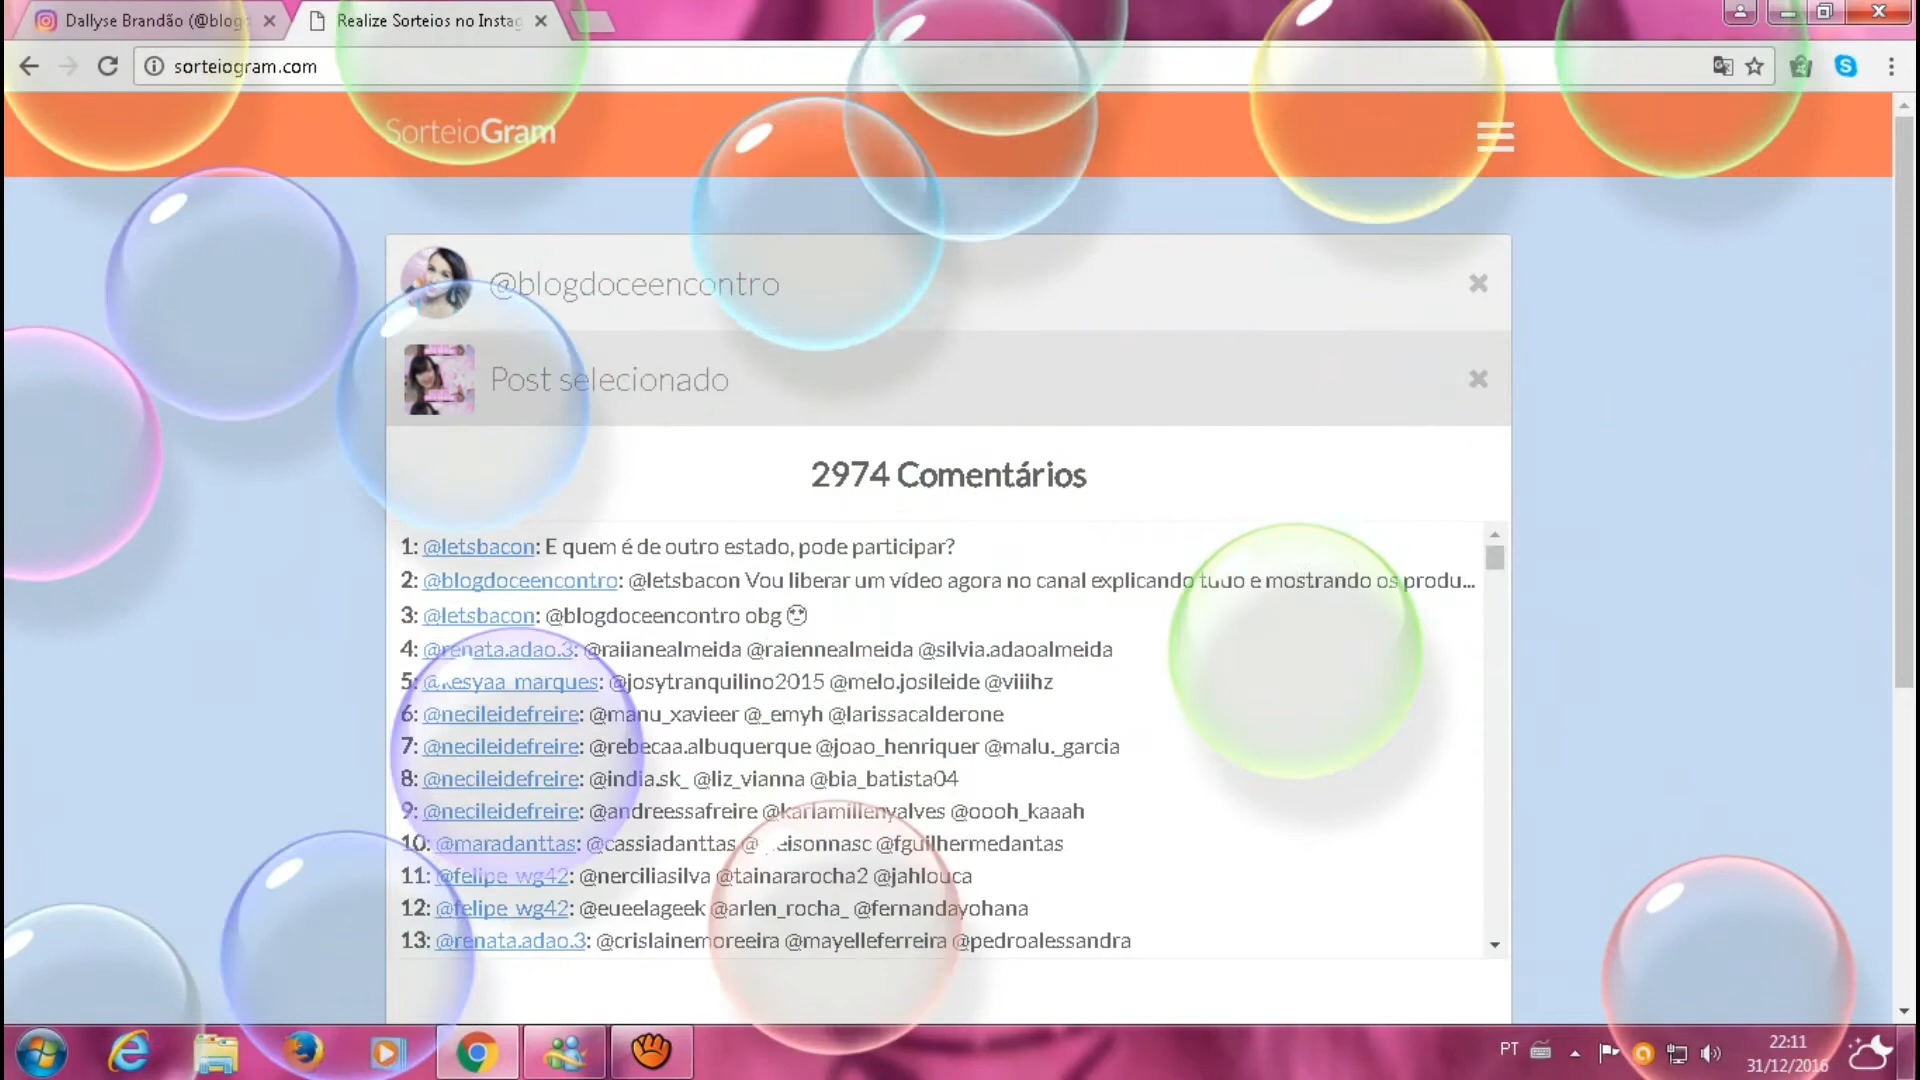 Dallyse Brandão (@blog
Realize Sorteios no Instag
sorteiogram.com
SorteioGram
@blogdoceencontro
Post selecionado
2974 Comentários
1: @letsbacon: E quem é de outro estado, pode participar?
2: @blogdoceencontro: @letsbacon Vou liberar um vídeo agora no canal explicando tudo e mostrando os produ...
3: @letsbacon: @blogdoceencontro obg
4: @renata.adao.3: @raiianealmeida @raiennealmeida @silvia.adaoalmeida
5: @kesyaa_marques: @josytranquilino2015 @melo.josileide @viiihz
6: @necileidefreire: @manu_xavieer @_emyh @larissacalderone
7: @necileidefreire: @rebecaa.albuquerque @joao_henriquer @malu._garcia
8: @necileidefreire: @india.sk_ @liz_vianna @bia_batista04
9: @necileidefreire: @andreessafreire @karlamillenyalves @oooh_kaaah
10: @maradanttas: @cassiadanttas @fguilhermedantas
11: @felipe_wg42: @nerciliasilva @tainararocha2 @jahlouca
12: @felipe_wg42: @eueelageek @arlen_rocha_ @fernandayohana
13: @renata.adao.3: @crislainemoreeira @mayelleferreira @pedroalessandra
PT
22:11
31/12/2016